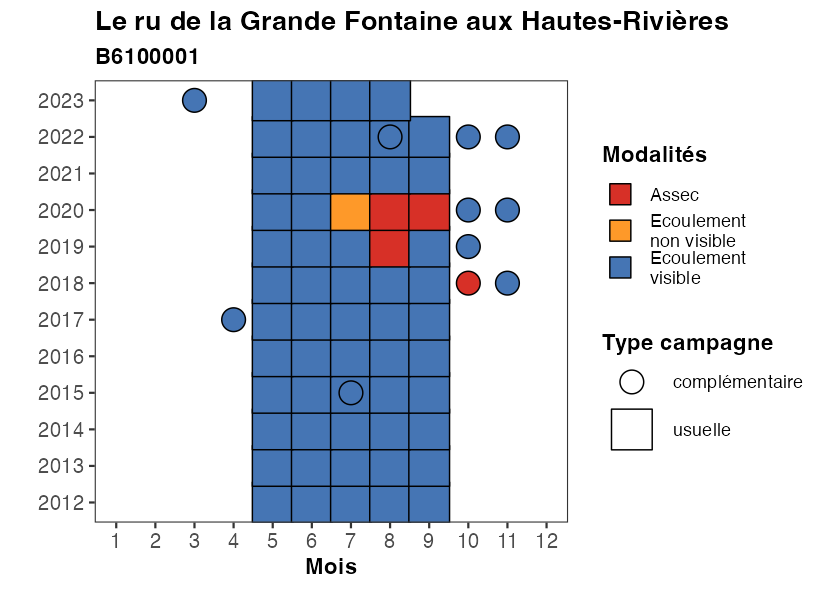 Le ru de la Grande Fontaine aux Hautes-Rivières
B6100001
2023
2022
2021
2020
2019
2018
2017
2016
2015
2014
2013
2012
1 2 3 4 5 6 7 8 9 10 11 12
Mois
Modalités
Assec
Ecoulement
non visible
Ecoulement
visible
Type campagne
complémentaire
usuelle